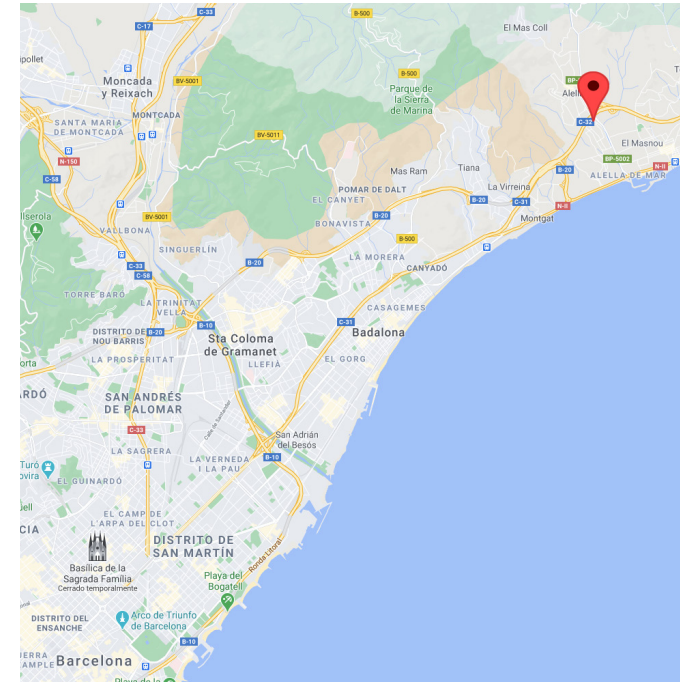 C-33
B-500
C-17
El Mas Coll
Moncada
y Reixach
BV-5001
B-500
Parque de
la Sierra
de Marina
MONTCADA
C-32
SANTA MARIA
DE MONTCADA
BV-5011
El Masnou
N-150
BP-5002
N-II
C-58
Mas Ram
Tiana
B-20
ALELLA DE MAR
POMAR DE DALT
La Virreina
EL CANYET
B-20
C-31
N-II
BV-5001
B-20
Montgat
VALLBONA
BONAVISTA
B-500
SINGUERLÍN
LA MORERA
C-33
B-20
CANYADÓ
C-58
TORRE BARÓ
LA TRINITAT
VELLA
CASAGEMES
C-31
B-10
DISTRITO DE
NOU BARRIS
B-20
Badalona
Sta Coloma
de Gramanet
LA PROSPERITAT
EL GORG
LLEFIÀ
SAN ANDRÉS
DE PALOMAR
Calle de Santander
C-33
San Adrián
del Besós
LA SAGRERA
B-10
LA VERNEDA
I LA PAU
Turó
EL GUINARDÓ
EL CAMP DE
L'ARPA DEL CLOT
DISTRITO DE
SAN MARTÍN
Ronda Litoral
Basílica de la
Sagrada Família
Cerrado temporalmente
Playa del
Bogatell
DISTRITO DEL
ENSANCHE
Arco de Triunfo
de Barcelona
B-10
Barcelona